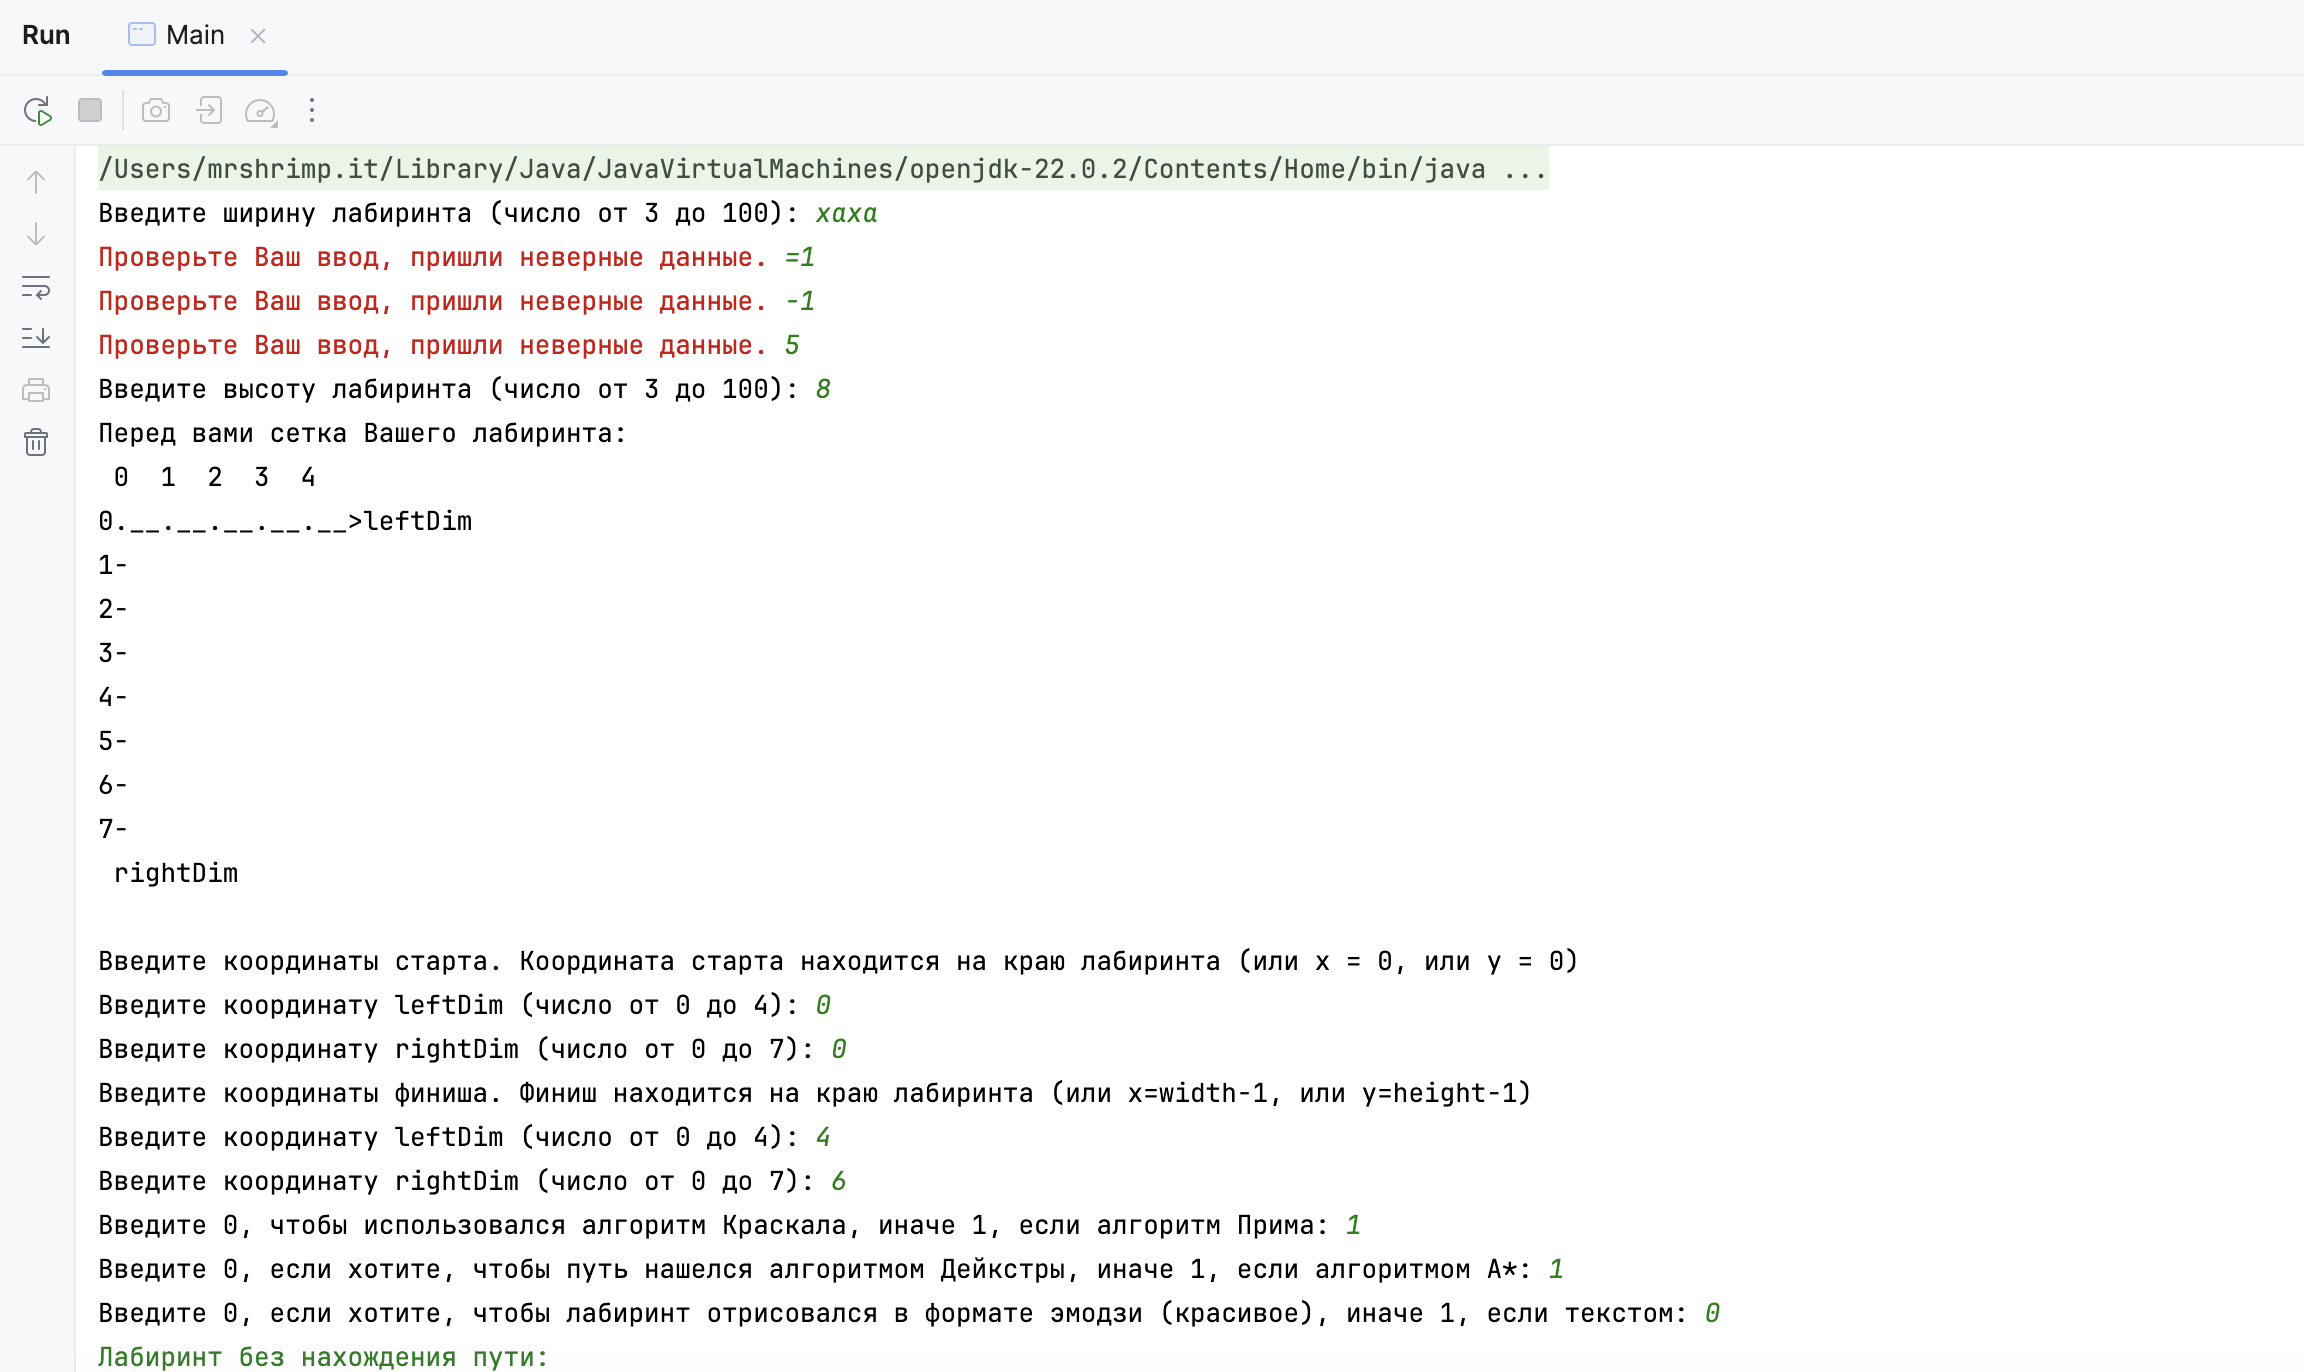 Run Main
/Users/mrshrimp.it/Library/Java/JavaVirtualMachines/openjdk-22.0.2/Contents/Home/bin/java ...
Введите ширину лабиринта (число от 3 до 100): хаха
Проверьте Ваш ввод, пришли неверные данные. =1
Проверьте Ваш ввод, пришли неверные данные. -1
Проверьте Ваш ввод, пришли неверные данные. 5
Введите высоту лабиринта (число от 3 до 100): 8
Перед вами сетка Вашего лабиринта:
 0  1  2  3  4
0.__.__.__.__.__>leftDim
1-
2-
3-
4-
5-
6-
7-
 rightDim
Введите координаты старта. Координата старта находится на краю лабиринта (или x = 0, или y = 0)
Введите координату leftDim (число от 0 до 4): 0
Введите координату rightDim (число от 0 до 7): 0
Введите координаты финиша. Финиш находится на краю лабиринта (или x=width-1, или y=height-1)
Введите координату leftDim (число от 0 до 4): 4
Введите координату rightDim (число от 0 до 7): 6
Введите 0, чтобы использовался алгоритм Краскала, иначе 1, если алгоритм Прима: 1
Введите 0, если хотите, чтобы путь нашелся алгоритмом Дейкстры, иначе 1, если алгоритмом А*: 1
Введите 0, если хотите, чтобы лабиринт отрисовался в формате эмодзи (красивое), иначе 1, если текстом: 0
Лабиринт без нахождения пути: